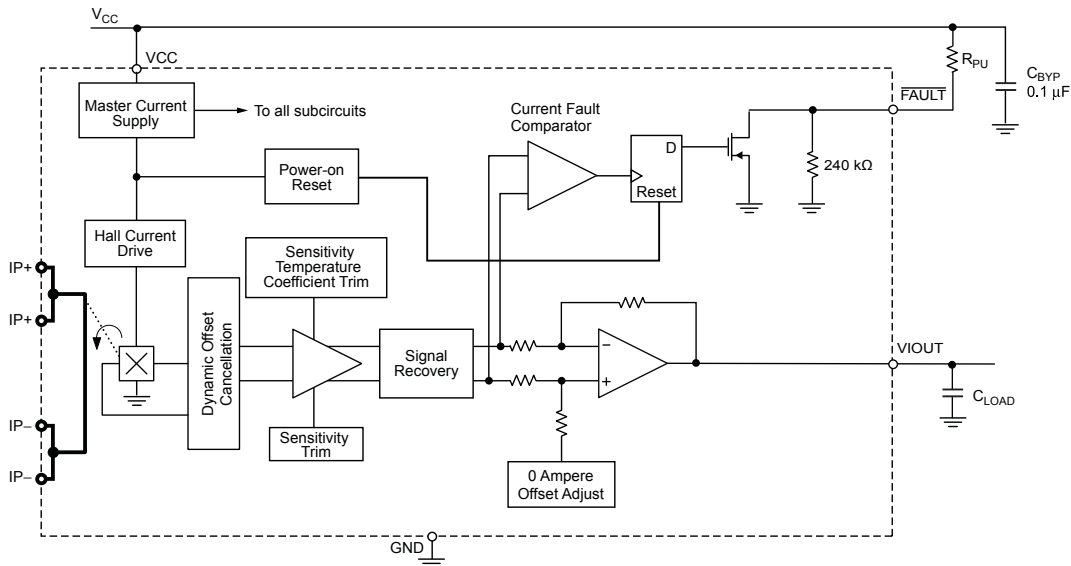 VCC
VCC
Master Current
Supply
To all subcircuits
Power-on
Reset
Hall Current
Drive
Current Fault
Comparator
D
Reset
240 kΩ
FAULT
RPU
CBYP
0.1 µF
IP+
IP+
IP–
IP–
Dynamic Offset
Cancellation
Sensitivity
Temperature
Coefficient Trim
Sensitivity
Trim
Signal
Recovery
–
+
0 Ampere
Offset Adjust
VIOUT
CLOAD
GND